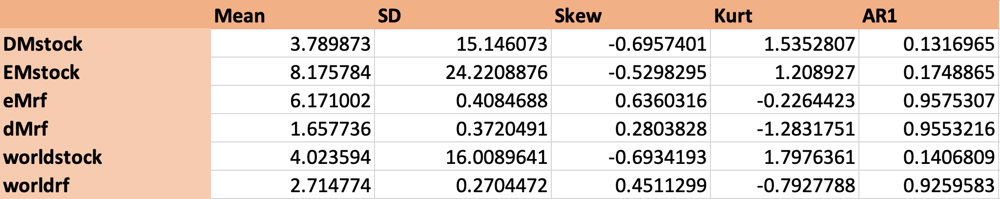 Mean SD Skew Kurt AR1
DMstock 3.789873 15.146073 -0.6957401 1.5352807 0.1316965
EMstock 8.175784 24.2208876 -0.5298295 1.208927 0.1748865
eMrf 6.171002 0.4084688 0.6360316 -0.2264423 0.9575307
dMrf 1.657736 0.3720491 0.2803828 -1.2831751 0.9553216
worldstock 4.023594 16.0089641 -0.6934193 1.7976361 0.1406809
worldrf 2.714774 0.2704472 0.4511299 -0.7927788 0.9259583